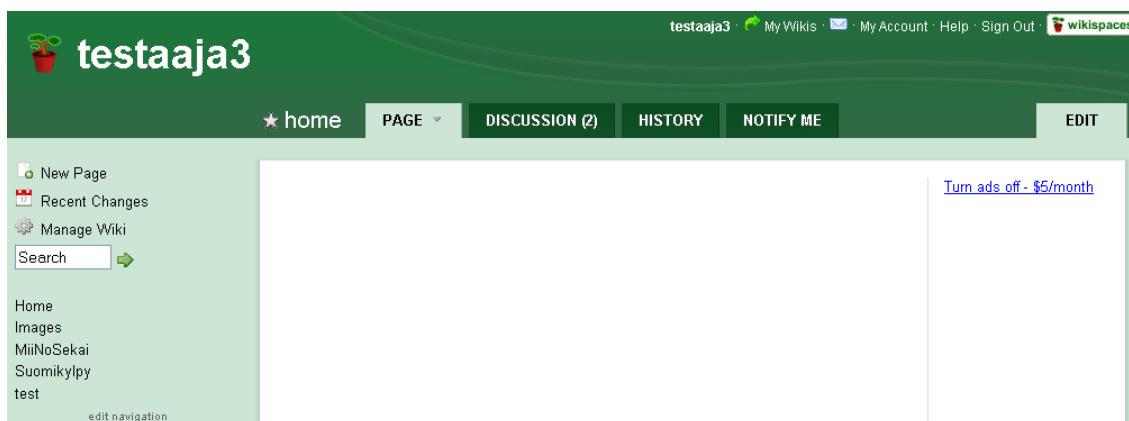 testaaja3 · My Wikis · · My Account · Help · Sign Out · wikispaces
testaaja3
home PAGE DISCUSSION (2) HISTORY NOTIFY ME EDIT
New Page
Turn ads off - $5/month
17 Recent Changes
Manage Wiki
Search
Home
Images
MiiNoSekai
Suomikylpy
test
edit navigation